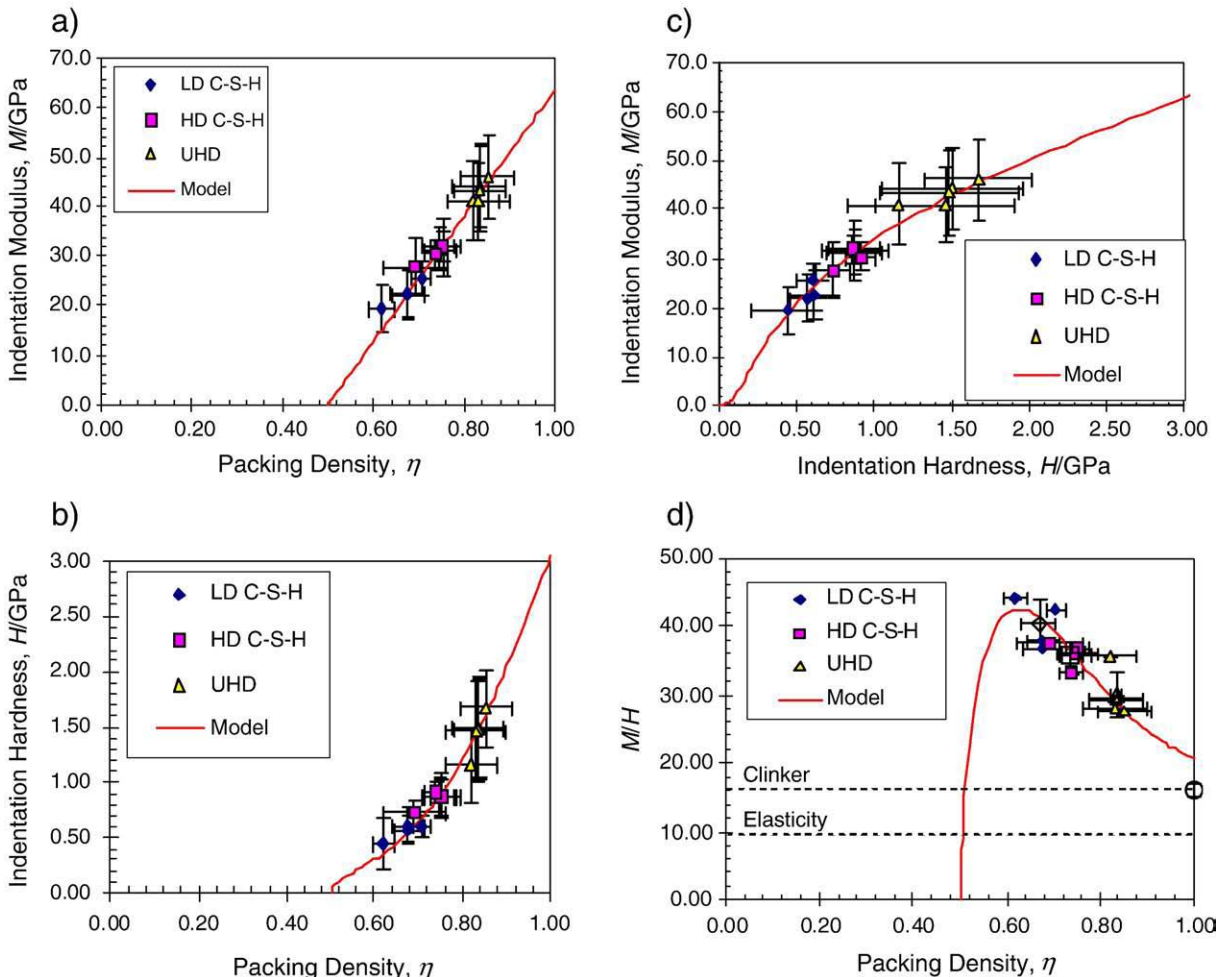 a)
Indentation Modulus, M/GPa
70.0
60.0
50.0
40.0
30.0
20.0
10.0
0.0
LD C-S-H
HD C-S-H
UHD
Model
0.00 0.20 0.40 0.60 0.80 1.00
Packing Density, η
c)
Indentation Modulus, M/GPa
70.0
60.0
50.0
40.0
30.0
20.0
10.0
0.0
LD C-S-H
HD C-S-H
UHD
Model
0.00 0.50 1.00 1.50 2.00 2.50 3.00
Indentation Hardness, H/GPa
b)
Indentation Hardness, H/GPa
3.00
2.50
2.00
1.50
1.00
0.50
0.00
LD C-S-H
HD C-S-H
UHD
Model
0.00 0.20 0.40 0.60 0.80 1.00
Packing Density, η
d)
M/H
50.00
40.00
30.00
20.00
10.00
0.00
LD C-S-H
HD C-S-H
UHD
Model
Clinker
Elasticity
0.00 0.20 0.40 0.60 0.80 1.00
Packing Density, η